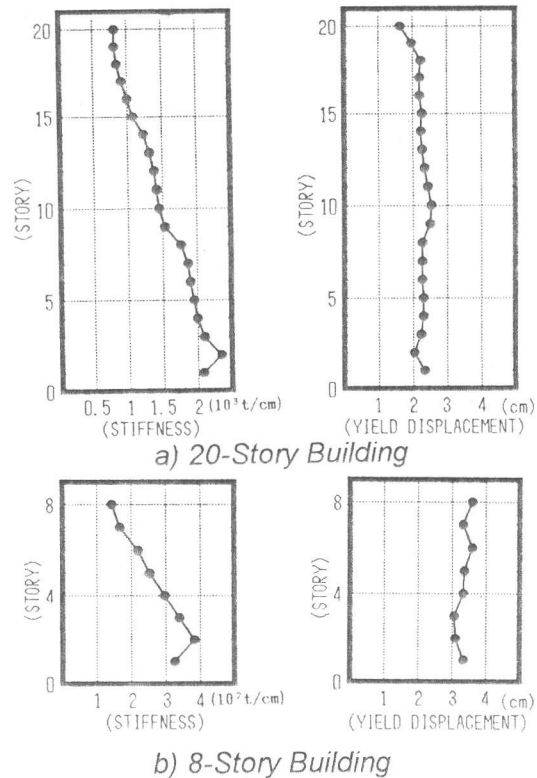 20
15
10
5
0
(STORY)
0.5 1 1.5 2 (10³t/cm)
(STIFFNESS)
20
15
10
5
0
(STORY)
1 2 3 4 (cm)
(YIELD DISPLACEMENT)
a) 20-Story Building
8
4
0
(STORY)
1 2 3 4 (10²t/cm)
(STIFFNESS)
8
4
0
(STORY)
1 2 3 4 (cm)
(YIELD DISPLACEMENT)
b) 8-Story Building